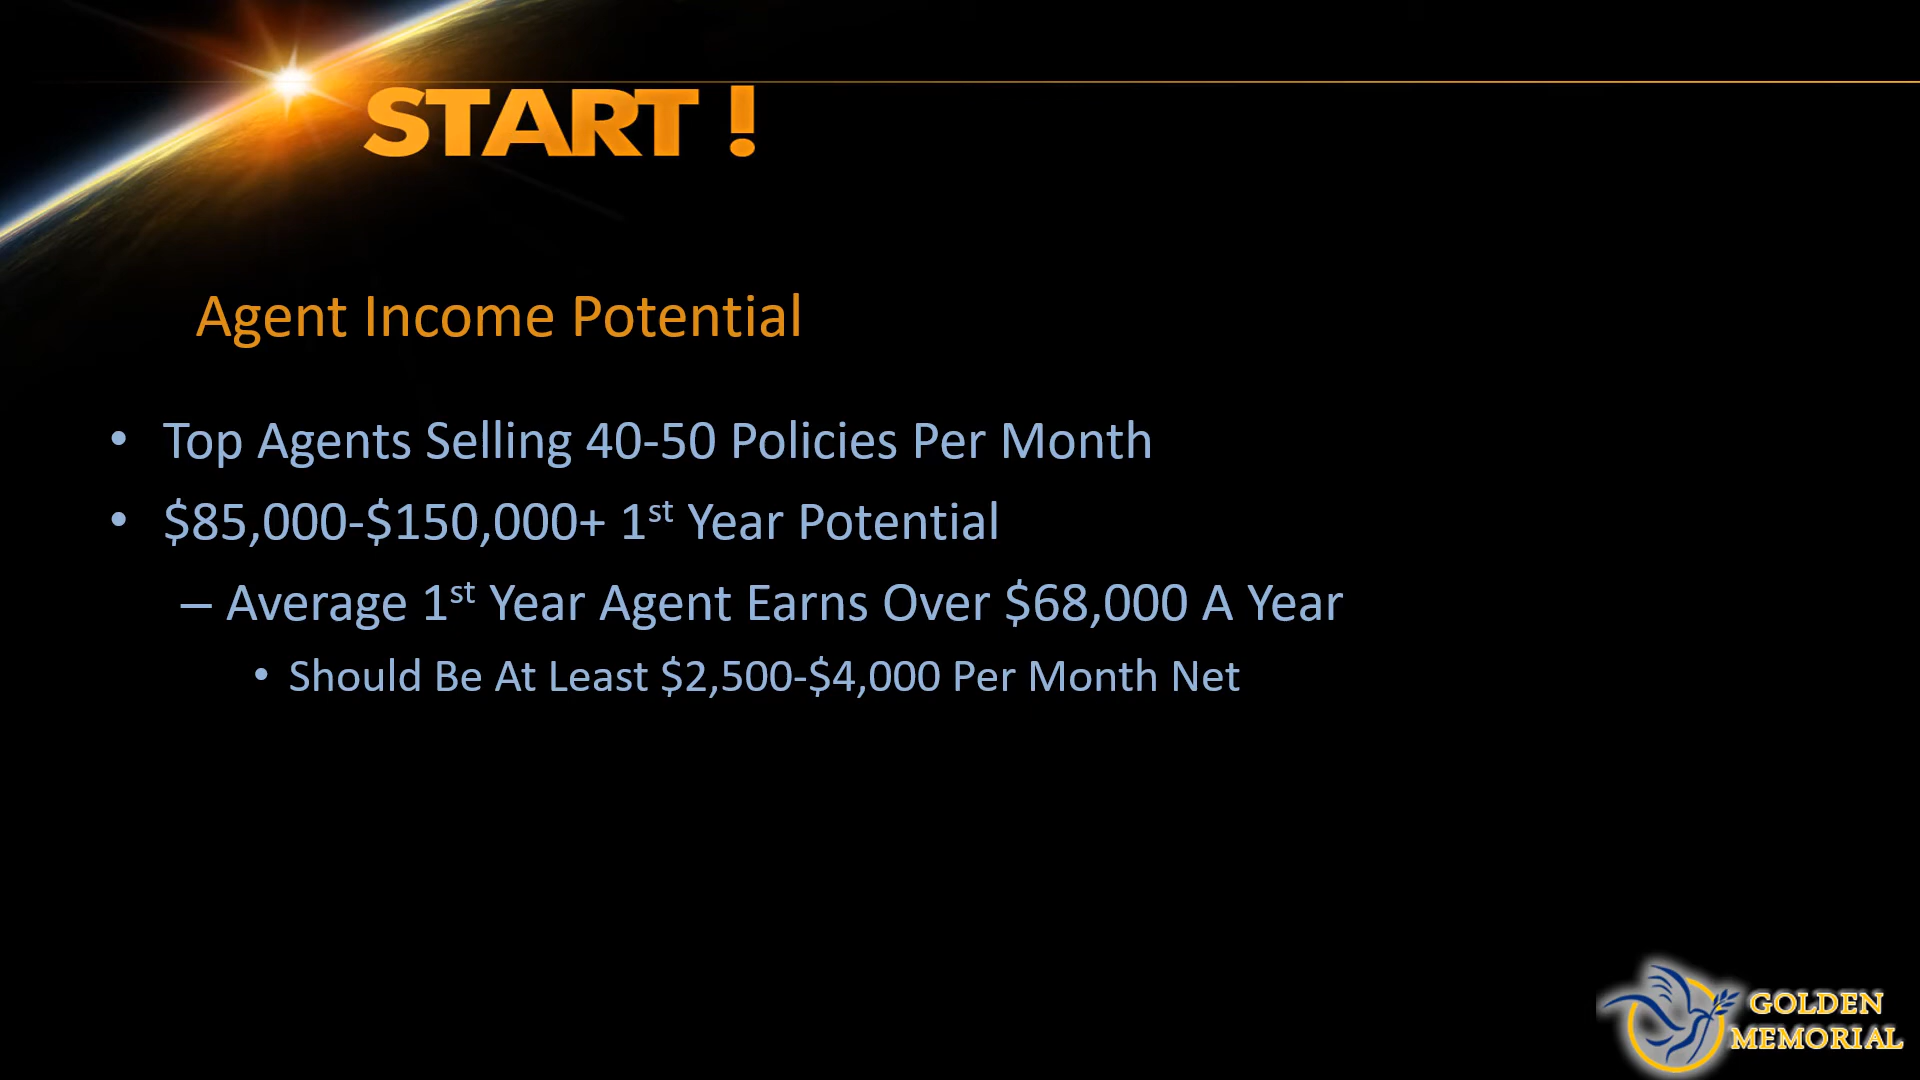 START !
Agent Income Potential
• Top Agents Selling 40-50 Policies Per Month
• $85,000-$150,000+ 1st Year Potential
– Average 1st Year Agent Earns Over $68,000 A Year
• Should Be At Least $2,500-$4,000 Per Month Net
GOLDEN
MEMORIAL